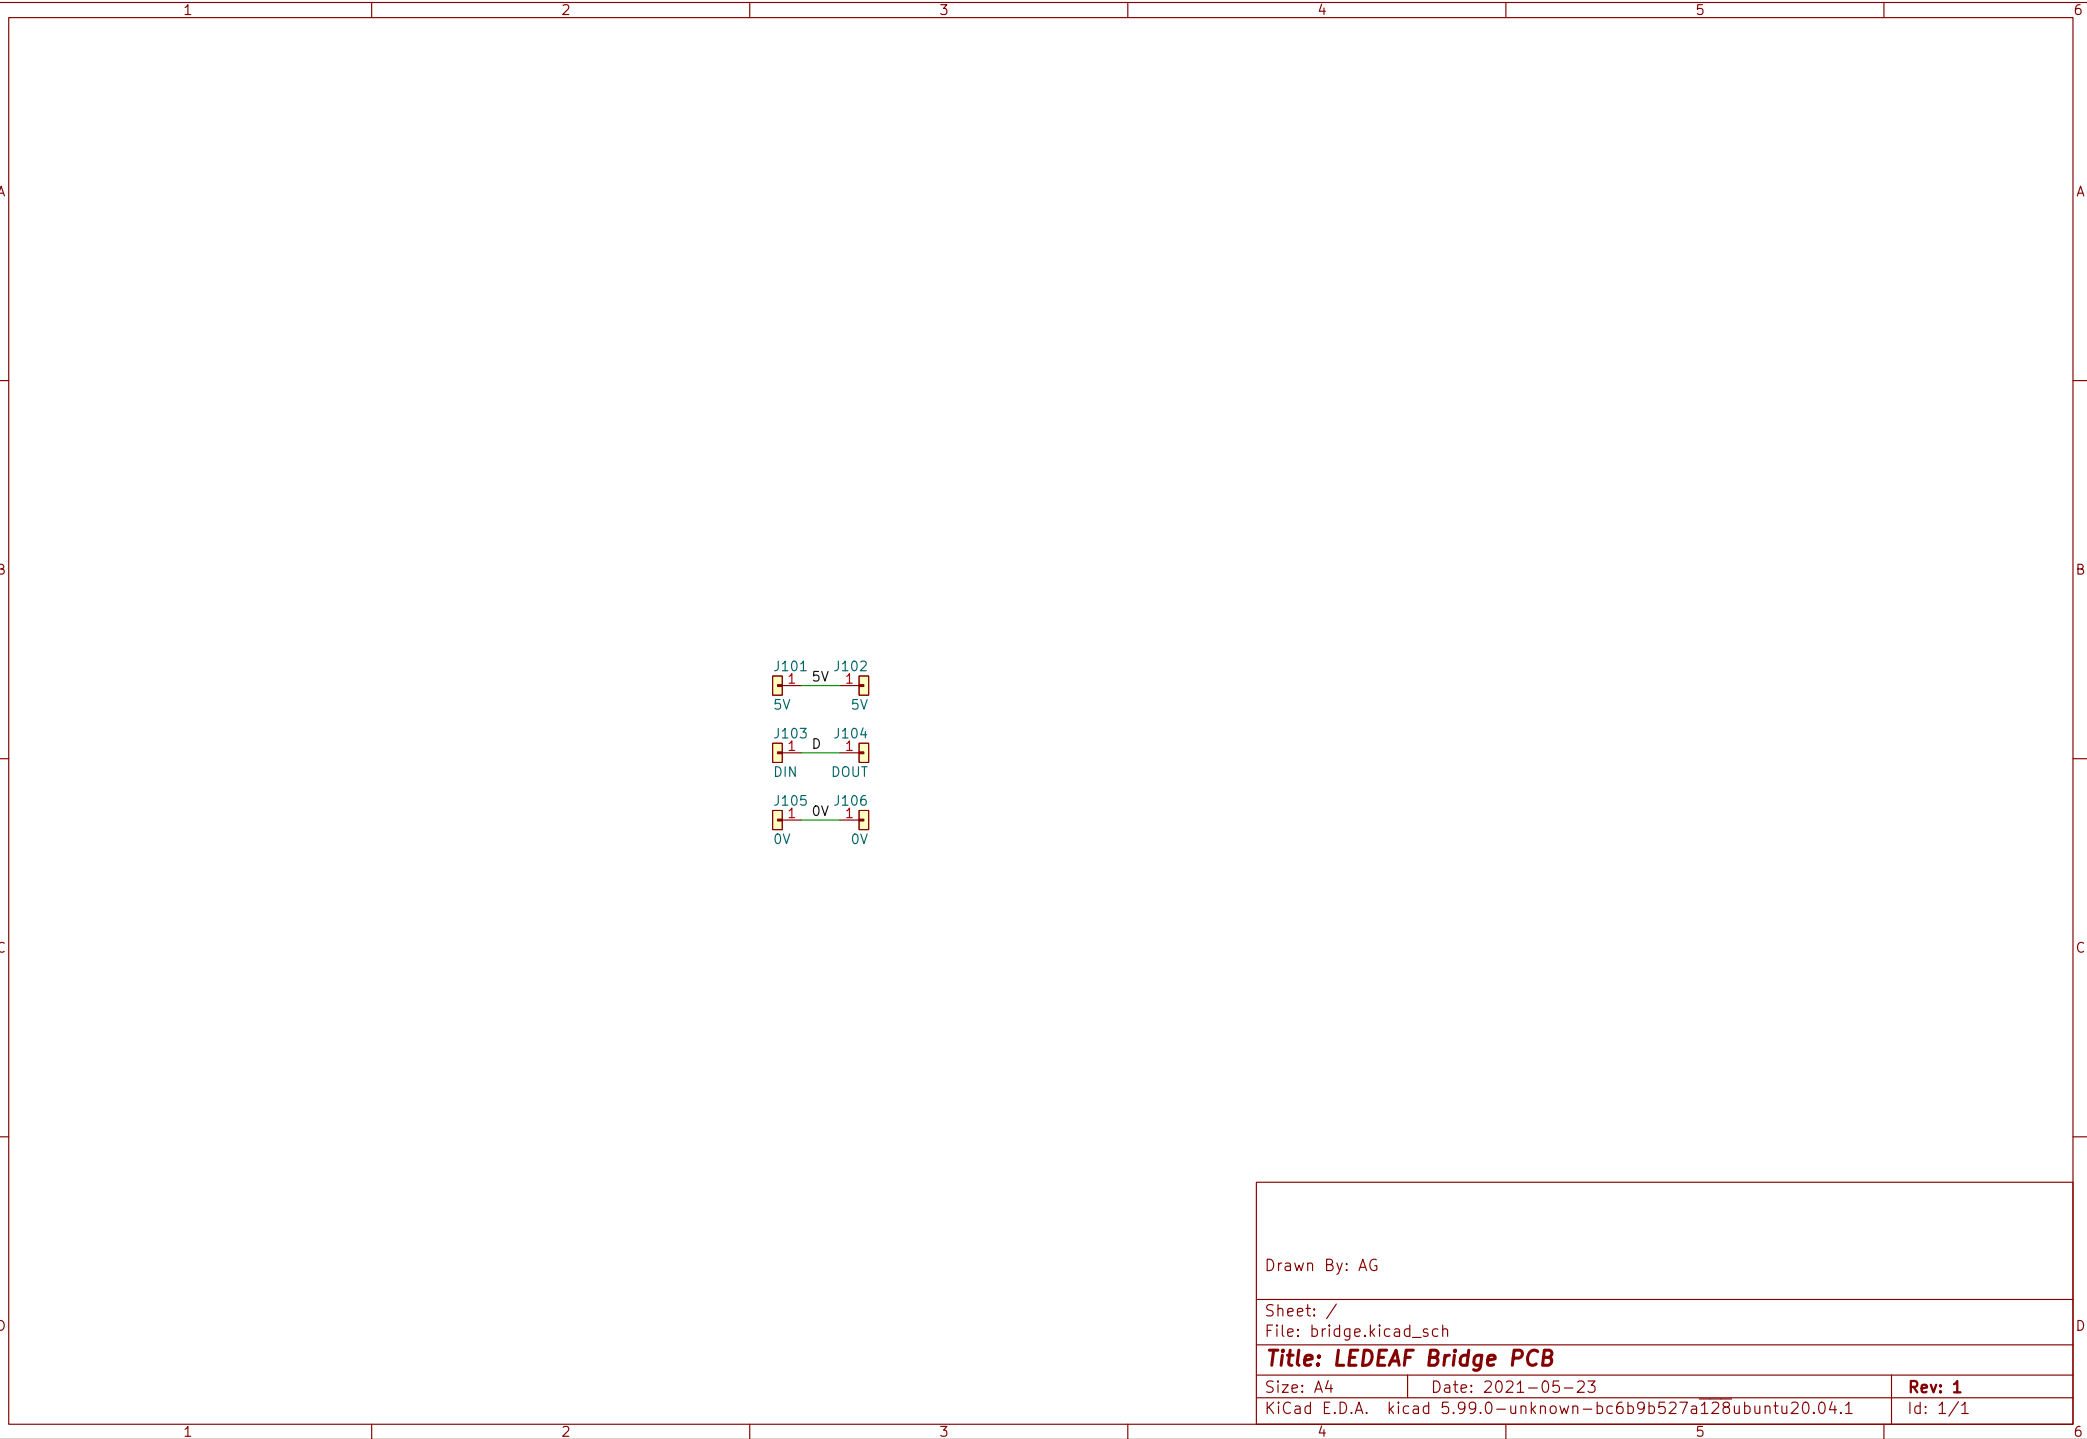 1 2 3 4 5 6
A A
B B
J101 J102
1 5V 1
5V 5V
J103 J104
1 D 1
DIN DOUT
J105 J106
1 0V 1
0V 0V
C C
Drawn By: AG
Sheet: /
File: bridge.kicad_sch
D D
Title: LEDEAF Bridge PCB
Size: A4 Date: 2021-05-23 Rev: 1
KiCad E.D.A. kicad 5.99.0-unknown-bc6b9b527a128ubuntu20.04.1 Id: 1/1
1 2 3 4 5 6